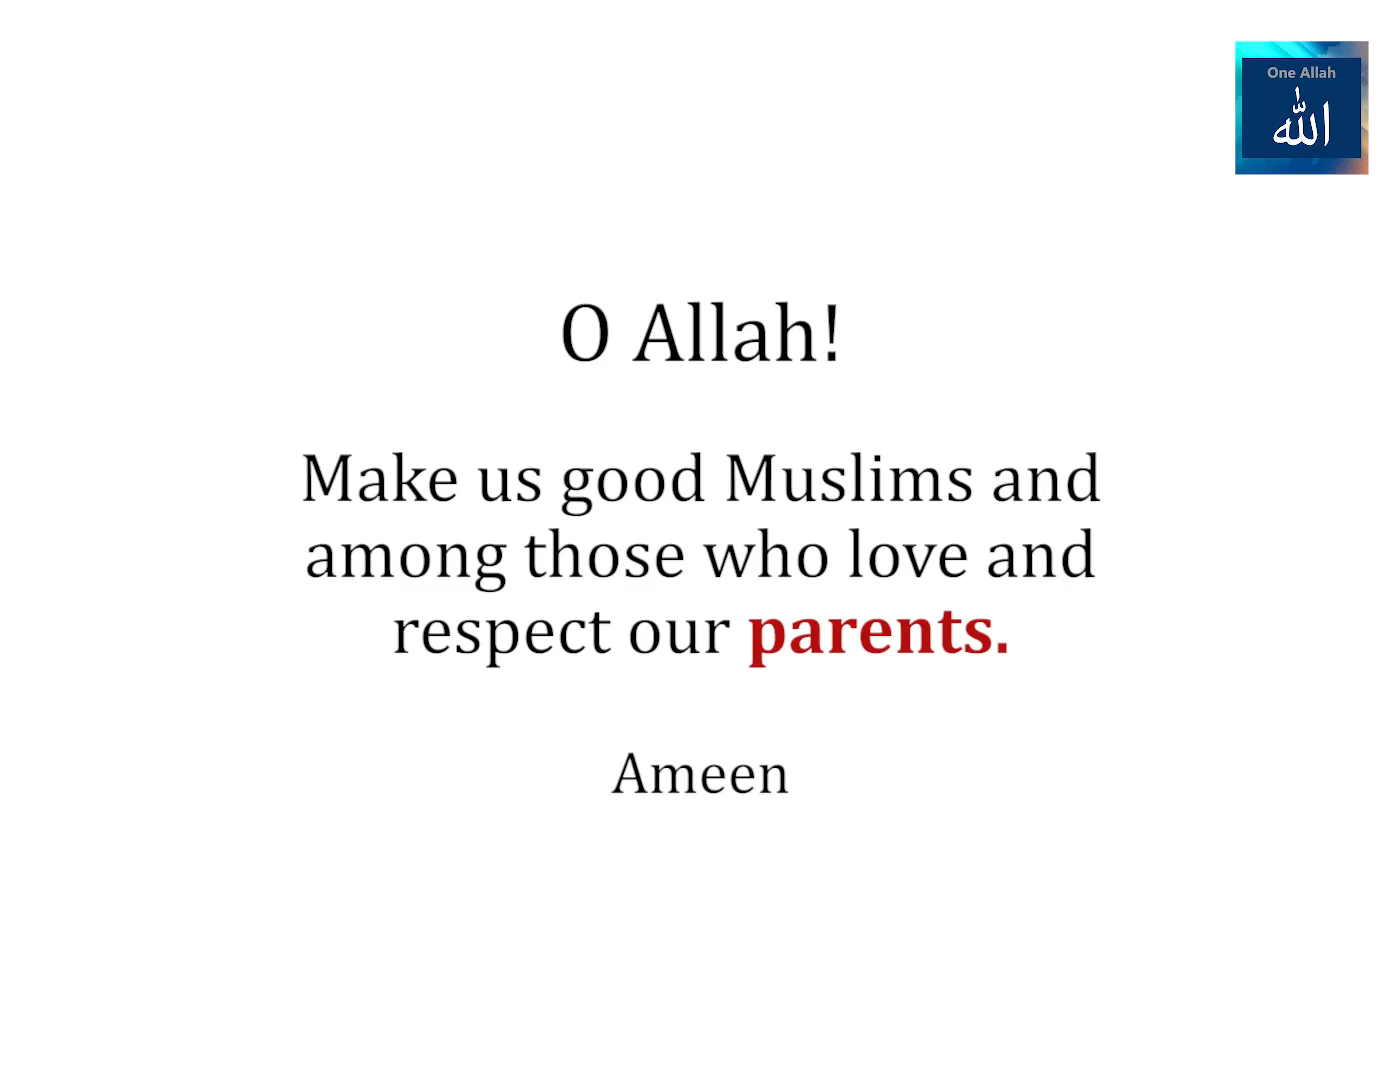 One Allah
الله
O Allah!
Make us good Muslims and
among those who love and
respect our parents.
Ameen